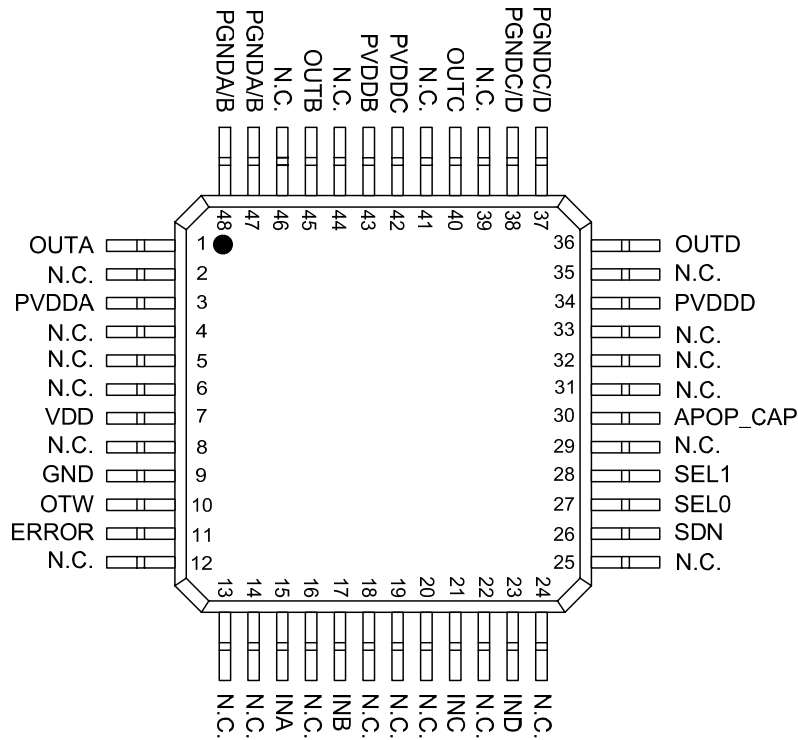 PGNDA/B
PGNDA/B
N.C.
OUTB
N.C.
PVDDB
PVDDC
N.C.
OUTC
N.C.
PGNDC/D
PGNDC/D
48
47
46
45
44
43
42
41
40
39
38
37
OUTA 1 36 OUTD
N.C. 2 35 N.C.
PVDDA 3 34 PVDDD
N.C. 4 33 N.C.
N.C. 5 32 N.C.
N.C. 6 31 N.C.
VDD 7 30 APOP_CAP
N.C. 8 29 N.C.
GND 9 28 SEL1
OTW 10 27 SEL0
ERROR 11 26 SDN
N.C. 12 25 N.C.
13
14
15
16
17
18
19
20
21
22
23
24
N.C.
N.C.
INA
N.C.
INB
N.C.
N.C.
N.C.
INC
N.C.
IND
N.C.